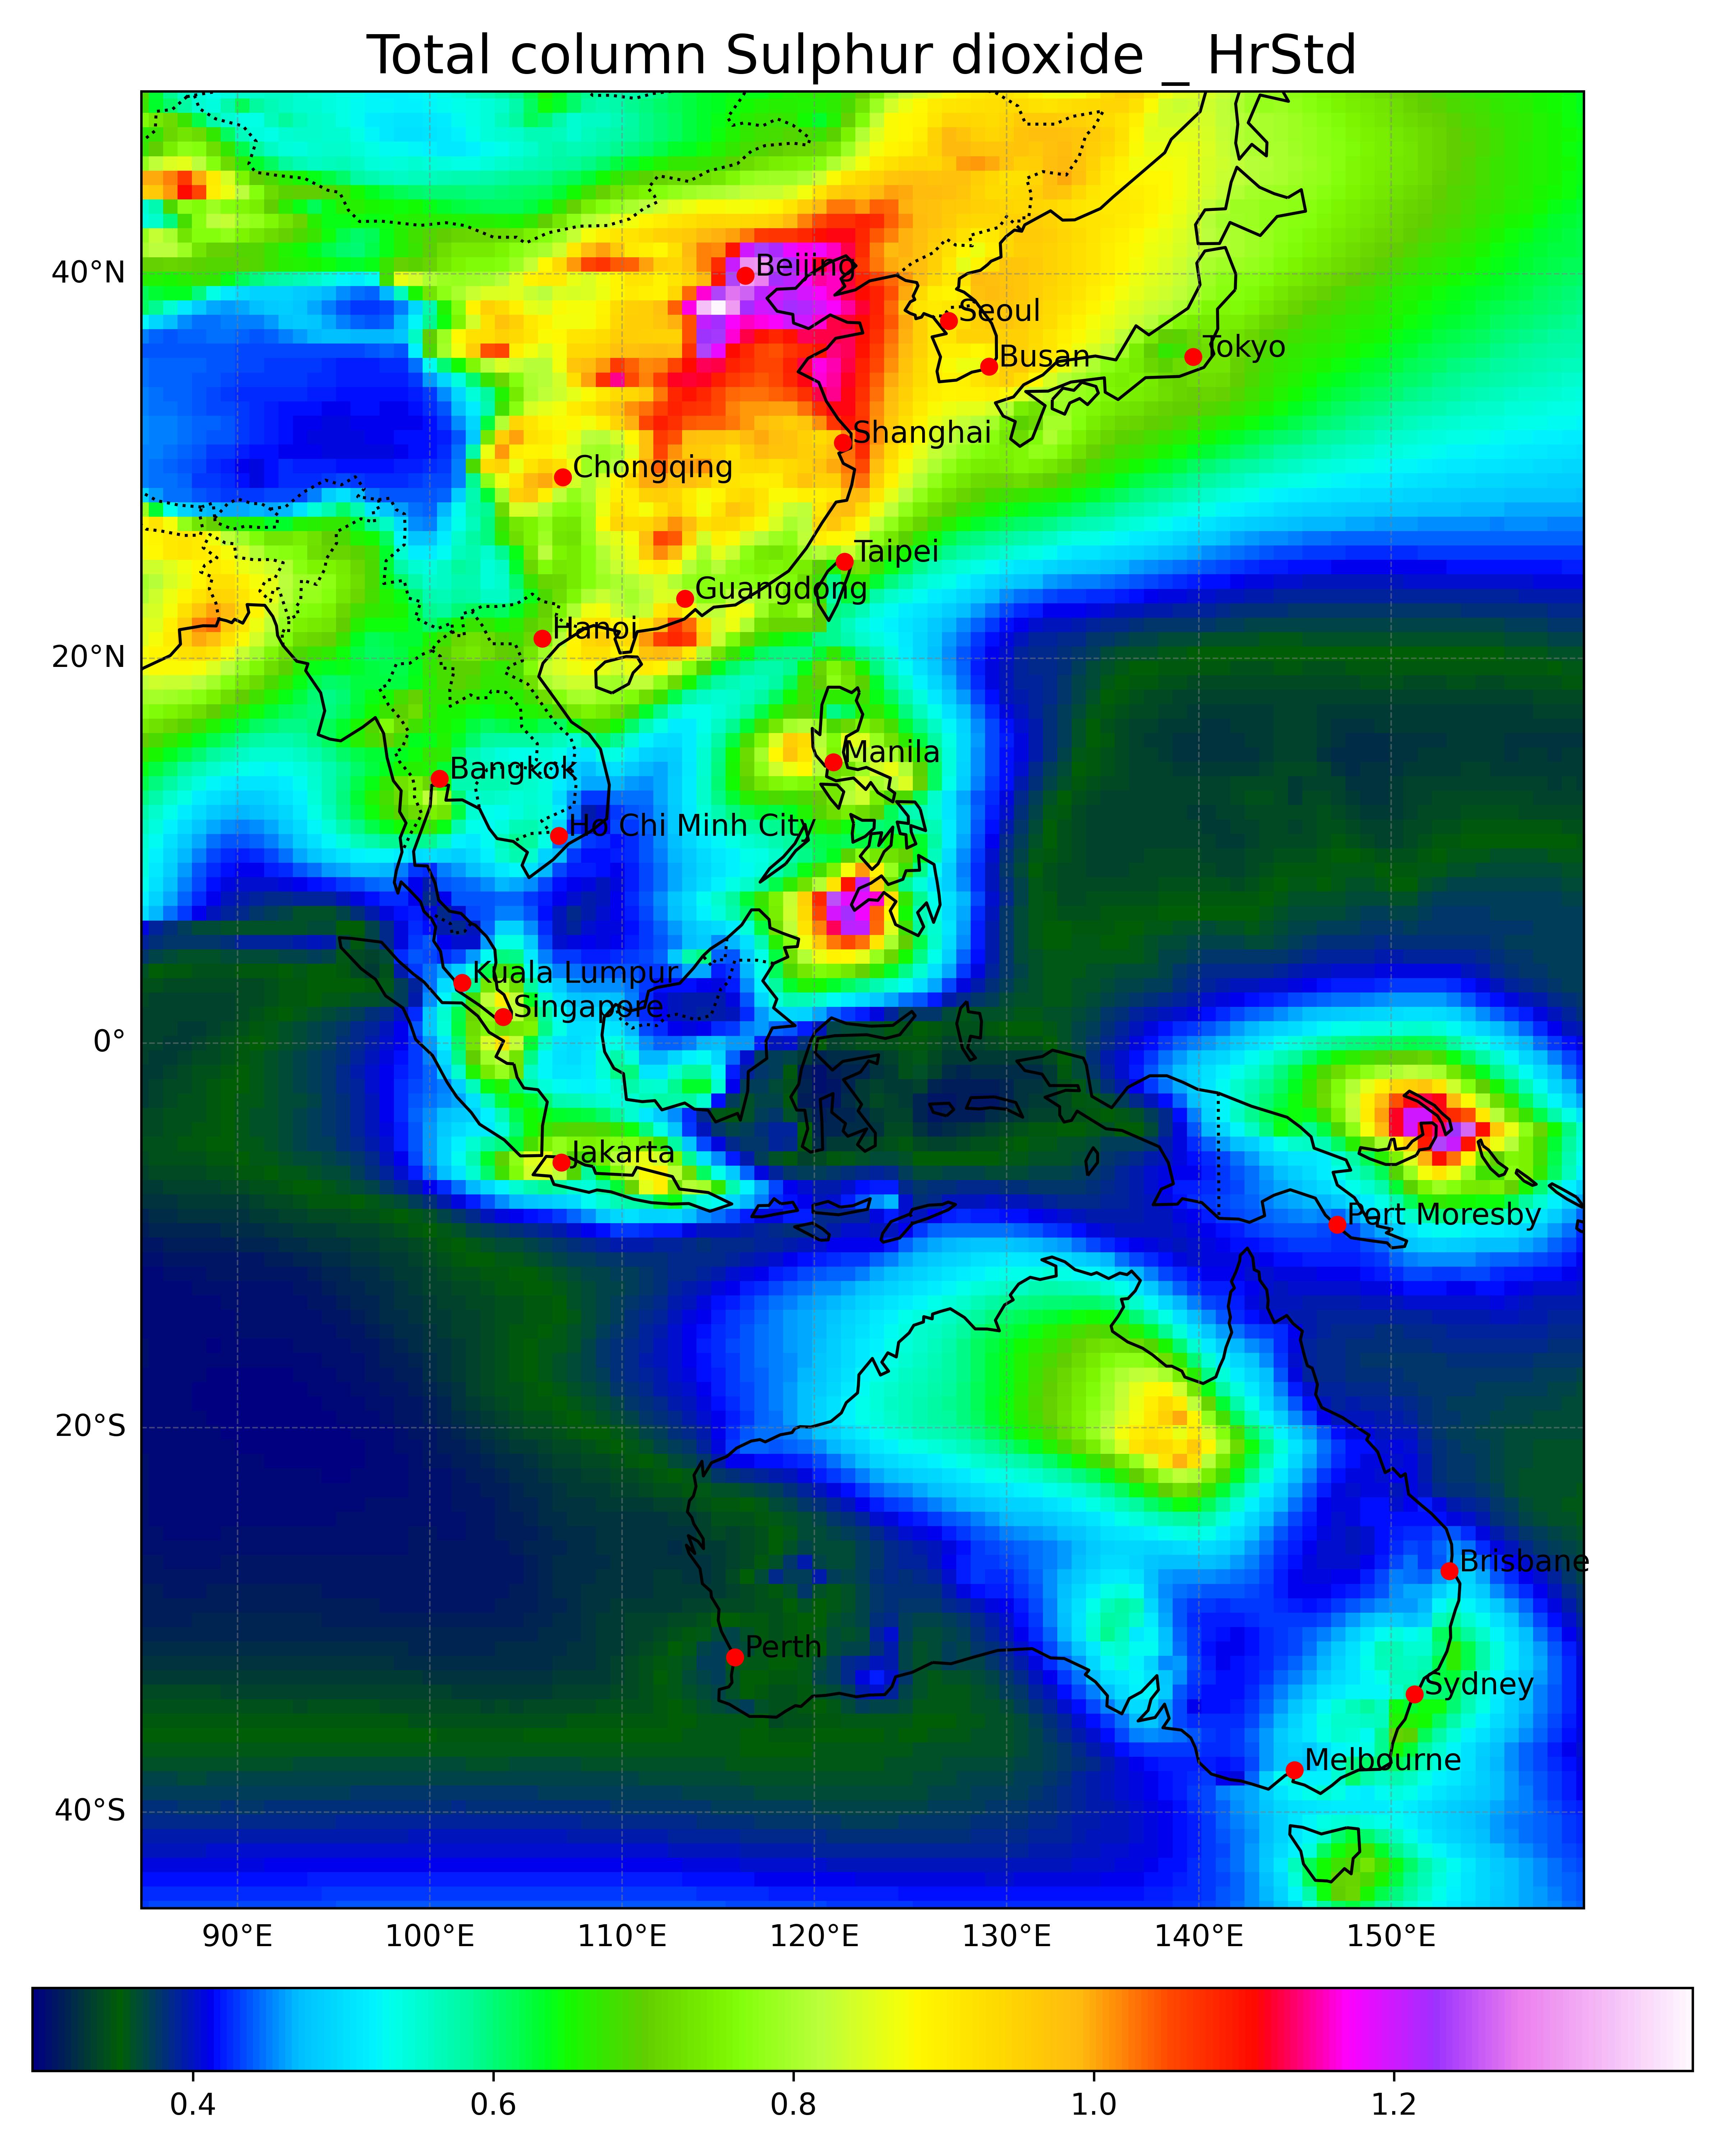 Total column Sulphur dioxide _ HrStd
40°N
20°N
0°
20°S
40°S
Beijing
Seoul
Busan
Tokyo
Shanghai
Chongqing
Taipei
Guangdong
Hanoi
Manila
Bangkok
Ho Chi Minh City
Kuala Lumpur
Singapore
Jakarta
Port Moresby
Brisbane
Perth
Sydney
Melbourne
90°E 100°E 110°E 120°E 130°E 140°E 150°E
0.4 0.6 0.8 1.0 1.2